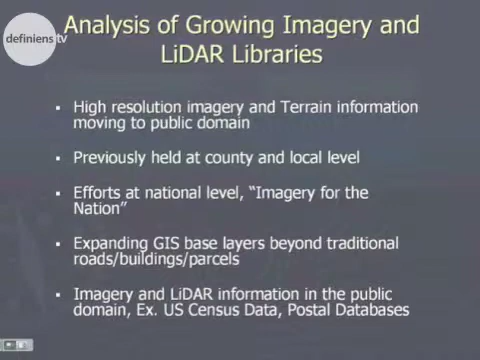 definiens tv
Analysis of Growing Imagery and
LiDAR Libraries
▪ High resolution imagery and Terrain information
moving to public domain
▪ Previously held at county and local level
▪ Efforts at national level, “Imagery for the
Nation”
▪ Expanding GIS base layers beyond traditional
roads/buildings/parcels
▪ Imagery and LiDAR information in the public
domain, Ex. US Census Data, Postal Databases